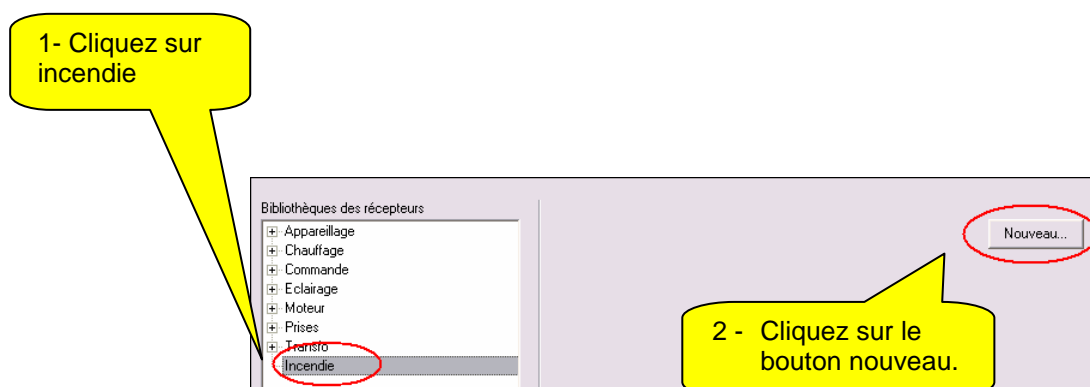 1- Cliquez sur
incendie
Bibliothèques des récepteurs
Appareillage
Chauffage
Commande
Eclairage
Moteur
Prises
Transfo
Incendie
Nouveau...
2 - Cliquez sur le
bouton nouveau.